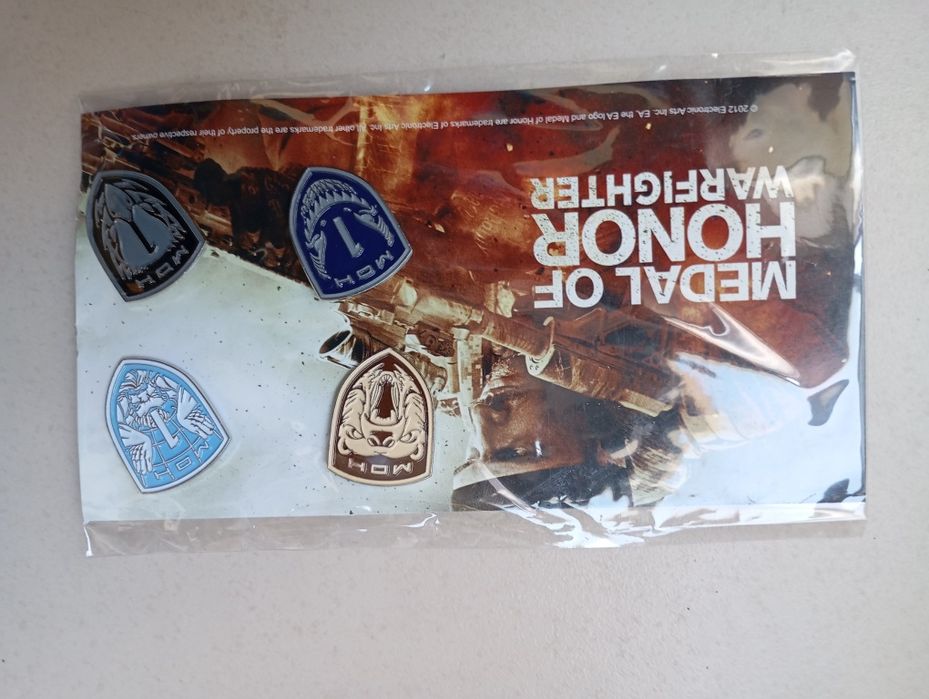 MEDAL OF
HONOR
WARFIGHTER
MOH
MOH
MOH
MOH
© 2012 Electronic Arts Inc. EA, the EA logo and Medal of Honor are trademarks of Electronic Arts Inc. All other trademarks are the property of their respective owners.